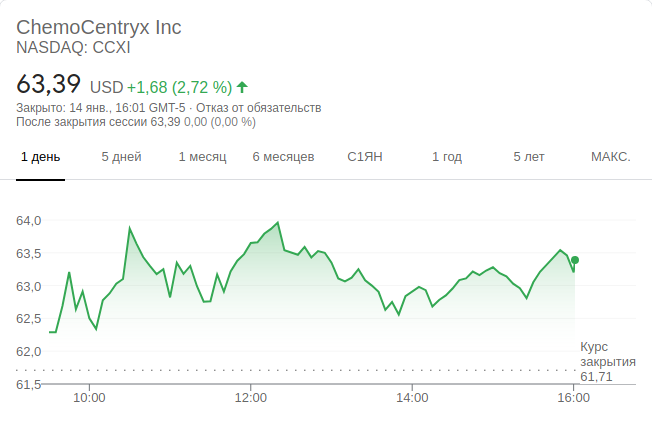 ChemoCentryx Inc
NASDAQ: CCXI
63,39 USD +1,68 (2,72 %)
Закрыто: 14 янв., 16:01 GMT-5 · Отказ от обязательств
После закрытия сессии 63,39 0,00 (0,00 %)
1 день 5 дней 1 месяц 6 месяцев С1ЯН 1 год 5 лет МАКС.
64,0
63,5
63,0
62,5
62,0
Курс
закрытия
61,71
61,5
10:00 12:00 14:00 16:00